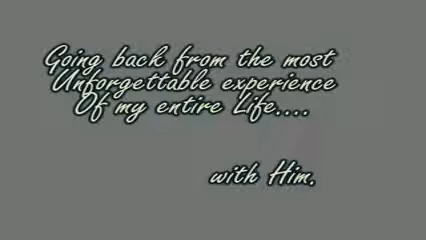 Going back from the most
Unforgettable experience
Of my entire Life....
with Him.